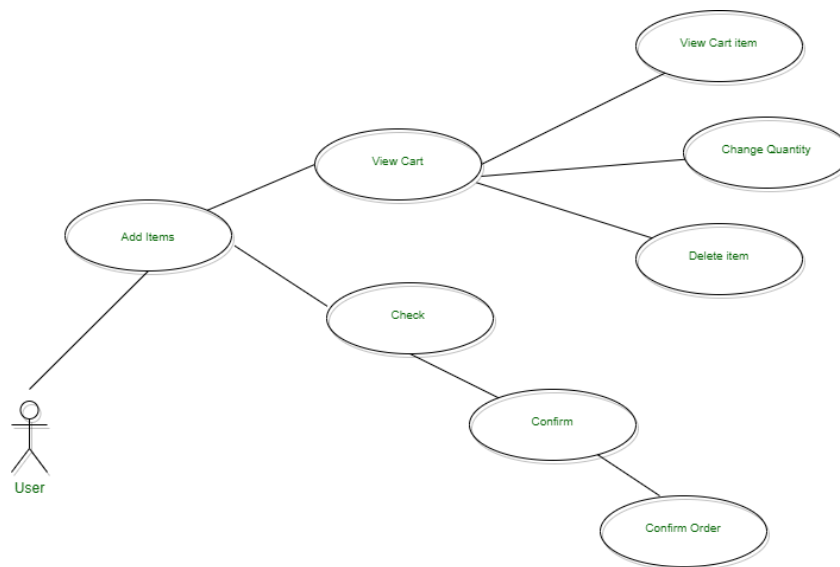 View Cart item
Change Quantity
View Cart
Add Items
Delete item
Check
Confirm
User
Confirm Order